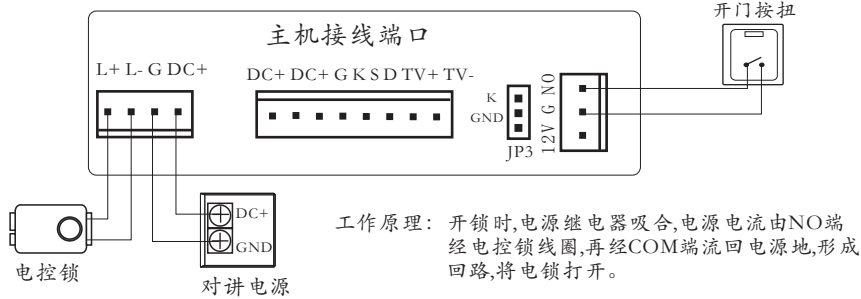 开门按扭
主机接线端口
L+ L- G DC+
DC+ DC+ G K S D TV+ TV-
K
GND
JP3
12V G NO
DC+
GND
电控锁
对讲电源
工作原理: 开锁时,电源继电器吸合,电源电流由NO端
经电控锁线圈,再经COM端流回电源地,形成
回路,将电锁打开。